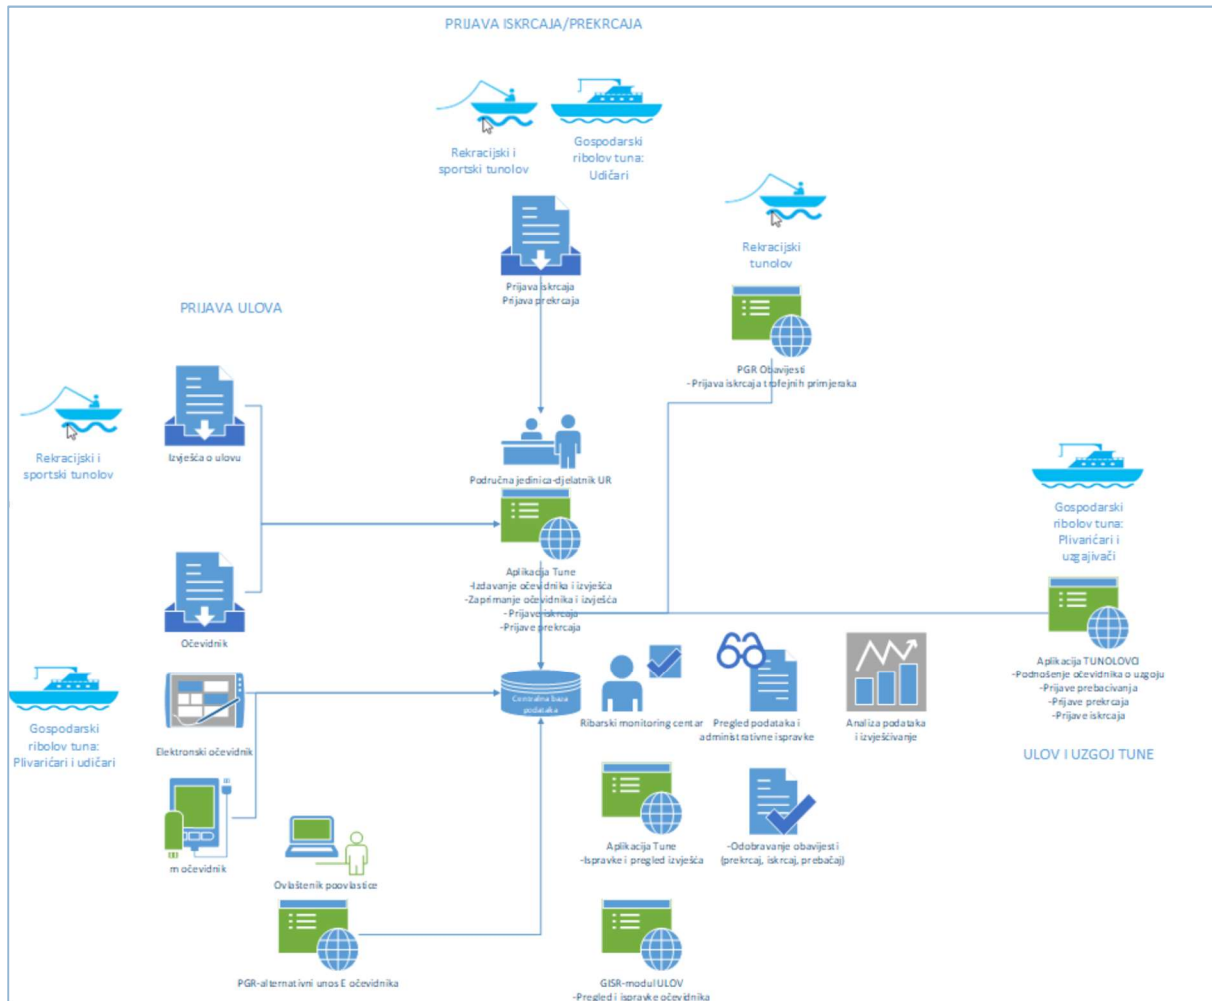 PRIJAVA ISKRCAJA/PREKRCAJA
Rekracijski i
sportski tunolov
Gospodarski
ribolov tuna:
Udičari
Prijava iskrcaja
Prijava prekrcaja
Rekracijski
tunolov
PGR Obavijesti
-Prijava iskrcaja trofejnih primjeraka
PRIJAVA ULOVA
Rekracijski i
sportski tunolov
Izvješća o ulovu
Područna jedinica-djelatnik UR
Aplikacija Tune
-Izdavanje očevidnika i izvješća
-Zaprimanje očevidnika i izvješća
-Prijave iskrcaja
-Prijave prekrcaja
Očevidnik
Gospodarski
ribolov tuna:
Plivarićari i
uzgajivači
Aplikacija TUNOLOVCI
-Podnošenje očevidnika o uzgoju
-Prijave prebacivanja
-Prijave prekrcaja
-Prijave iskrcaja
ULOV I UZGOJ TUNE
Gospodarski
ribolov tuna:
Plivarićari i udičari
Elektronski očevidnik
m očevidnik
Centralna baza
podataka
Ribarski monitoring centar
Pregled podataka i
administrativne ispravke
Analiza podataka
i izvješćivanje
Aplikacija Tune
-Ispravke i pregled izvješća
-Odobravanje obavijesti
(prekrcaj, iskrcaj, prebačaj)
Ovlaštenik poovlastice
PGR-alternativni unos E očevidnika
GISR-modul ULOV
-Pregled i ispravke očevidnika